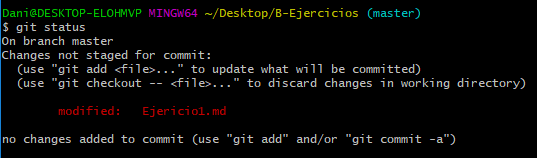 Dani@DESKTOP-ELOHMVP MINGW64 ~/Desktop/B-Ejercicios (master)
$ git status
On branch master
Changes not staged for commit:
  (use "git add <file>..." to update what will be committed)
  (use "git checkout -- <file>..." to discard changes in working directory)
        modified:   Ejericio1.md
no changes added to commit (use "git add" and/or "git commit -a")